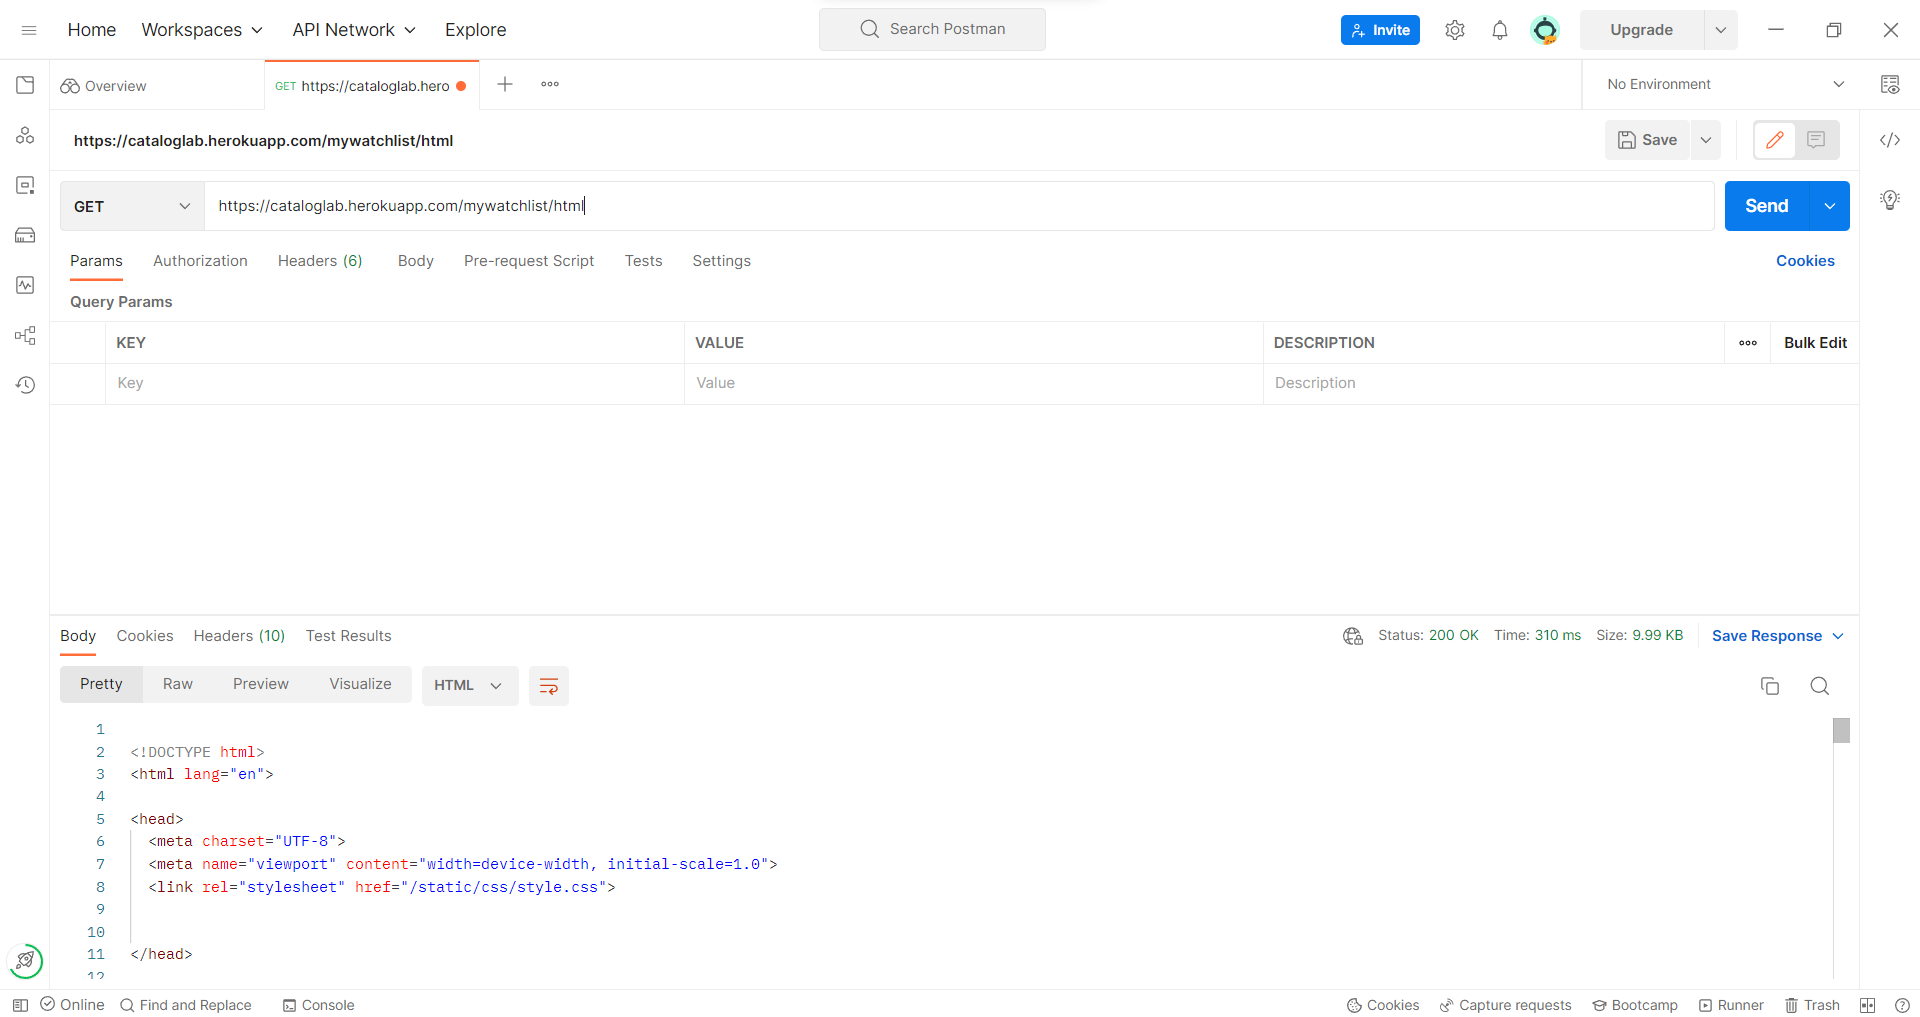 Home Workspaces API Network Explore Search Postman Invite Upgrade
Overview GET https://cataloglab.hero No Environment
https://cataloglab.herokuapp.com/mywatchlist/html Save
GET https://cataloglab.herokuapp.com/mywatchlist/html Send
Params Authorization Headers (6) Body Pre-request Script Tests Settings Cookies
Query Params
KEY VALUE DESCRIPTION Bulk Edit
Key Value Description
Body Cookies Headers (10) Test Results Status: 200 OK Time: 310 ms Size: 9.99 KB Save Response
Pretty Raw Preview Visualize HTML
1
2 <!DOCTYPE html>
3 <html lang="en">
4
5 <head>
6 <meta charset="UTF-8">
7 <meta name="viewport" content="width=device-width, initial-scale=1.0">
8 <link rel="stylesheet" href="/static/css/style.css">
9
10
11 </head>
12
Online Find and Replace Console Cookies Capture requests Bootcamp Runner Trash